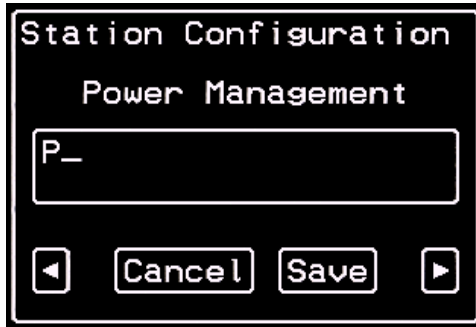 Station Configuration
Power Management
P_
◄ Cancel Save ►